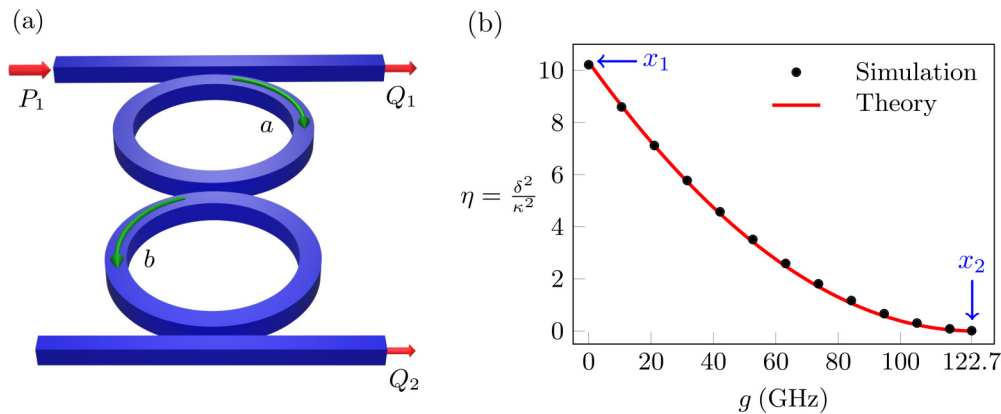 (a)
P₁
Q₁
a
b
Q₂
(b)
10
8
6
4
2
0
η = δ²/κ²
x₁
Simulation
Theory
x₂
0 20 40 60 80 100 122.7
g (GHz)